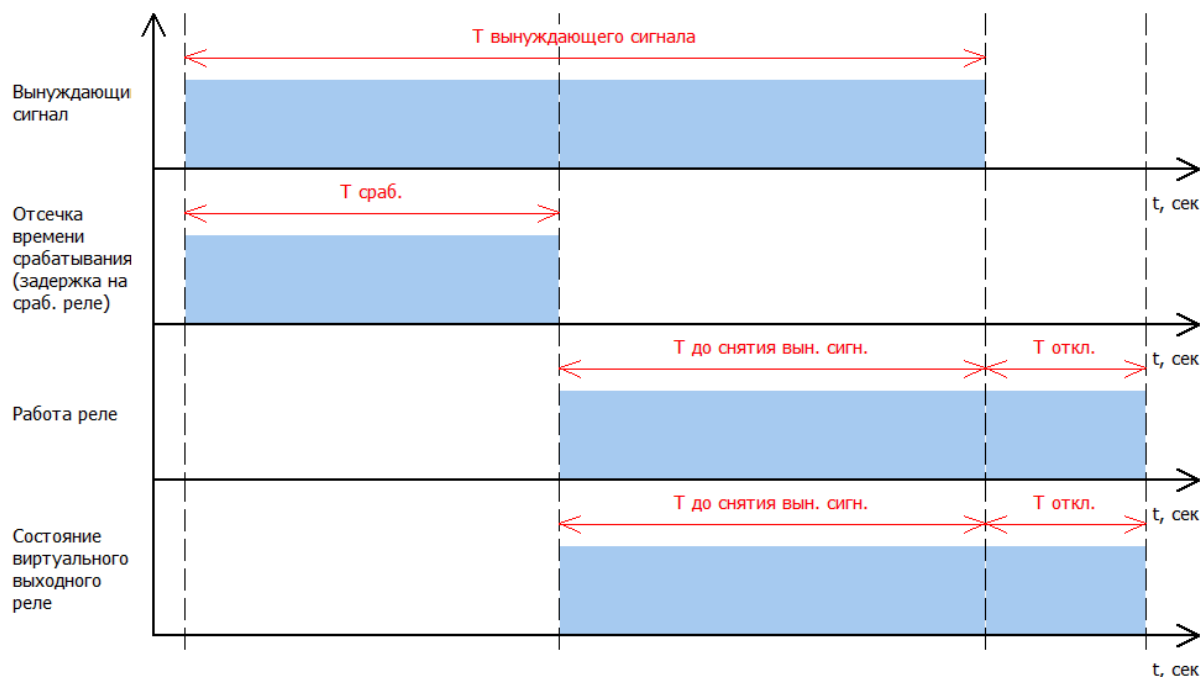 Т вынуждающего сигнала
Вынуждающи
сигнал
t, сек
Т сраб.
Отсечка
времени
срабатывания
(задержка на
сраб. реле)
t, сек
Т до снятия вын. сигн.
Т откл.
Работа реле
t, сек
Т до снятия вын. сигн.
Т откл.
Состояние
виртуального
выходного
реле
t, сек